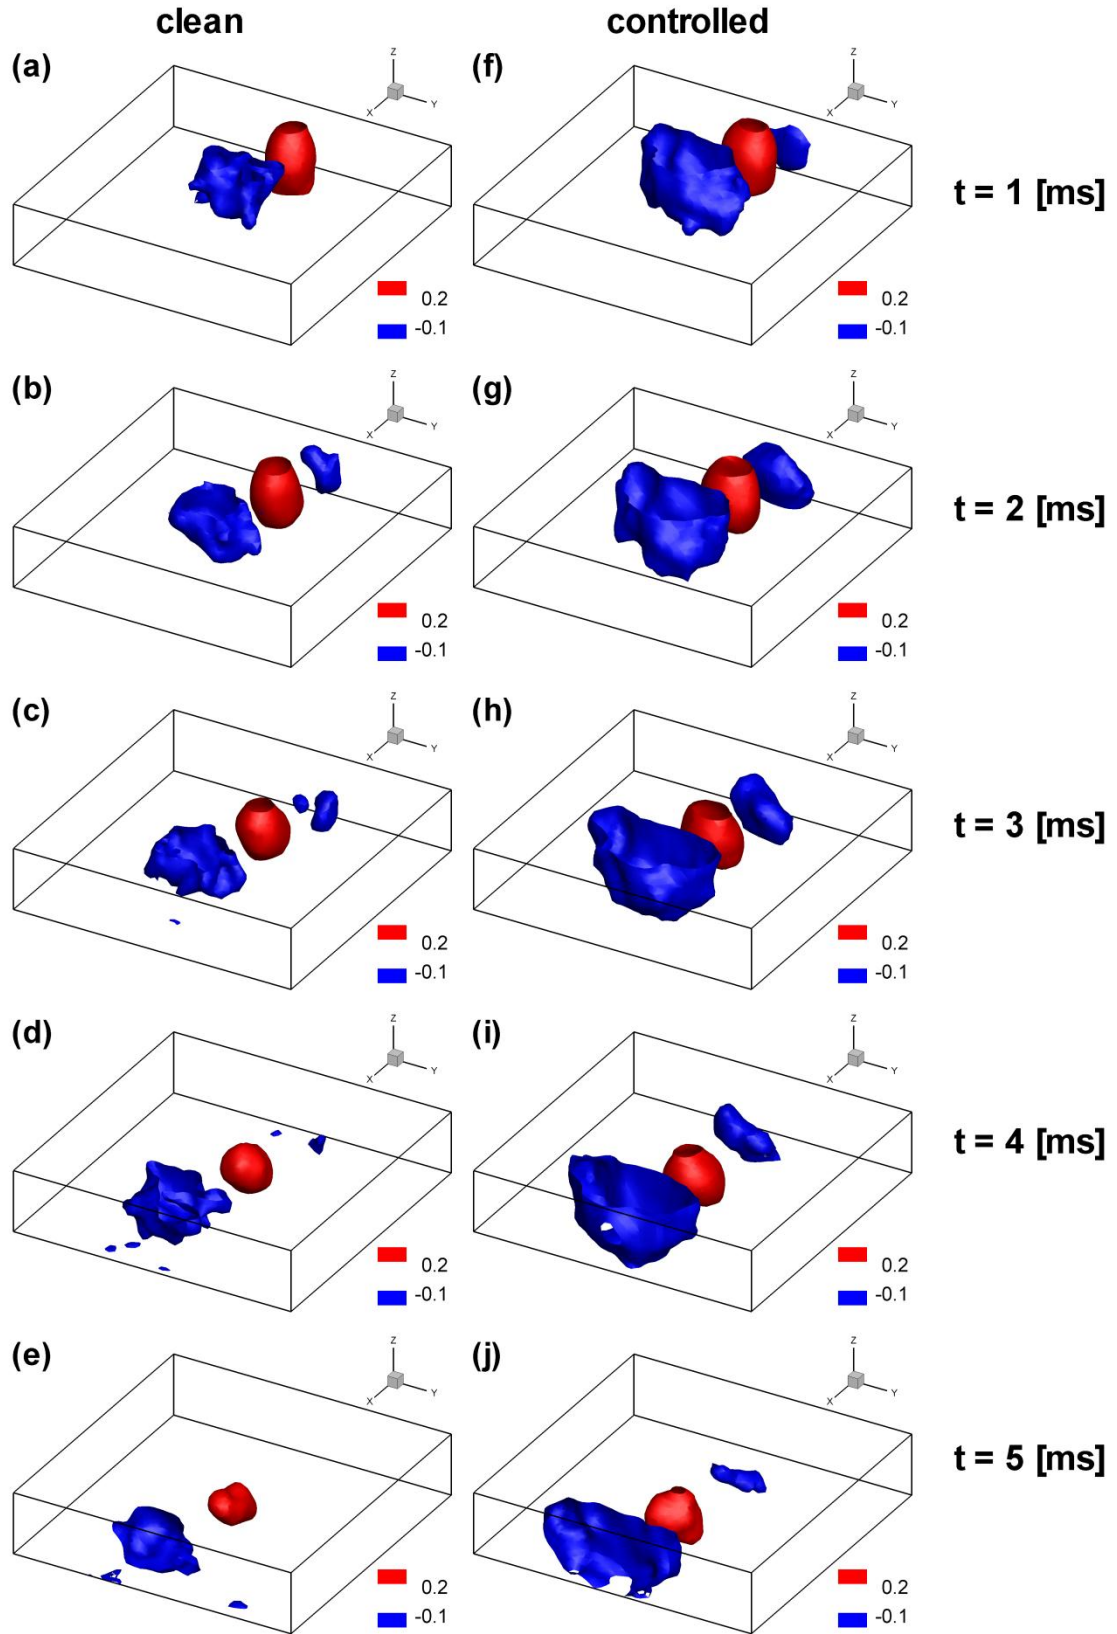 clean controlled
(a) Z X Y 0.2 -0.1 (f) Z X Y 0.2 -0.1 t = 1 [ms]
(b) Z X Y 0.2 -0.1 (g) Z X Y 0.2 -0.1 t = 2 [ms]
(c) Z X Y 0.2 -0.1 (h) Z X Y 0.2 -0.1 t = 3 [ms]
(d) Z X Y 0.2 -0.1 (i) Z X Y 0.2 -0.1 t = 4 [ms]
(e) Z X Y 0.2 -0.1 (j) Z X Y 0.2 -0.1 t = 5 [ms]